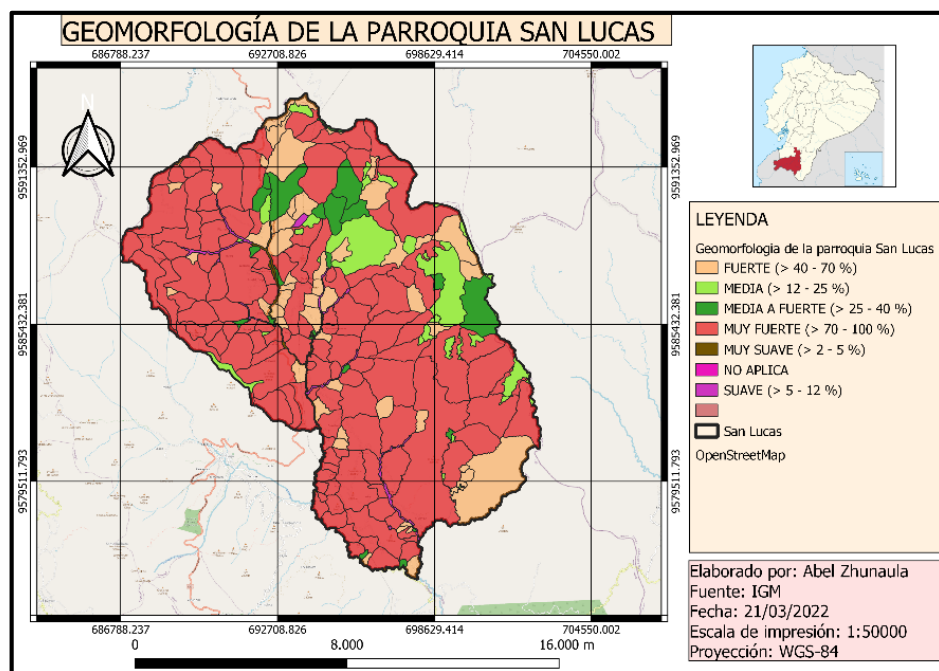 GEOMORFOLOGÍA DE LA PARROQUIA SAN LUCAS
686788.237 692708.826 698629.414 704550.002
N
9591352.969 9591352.969
9585432.381 9585432.381
9579511.793 9579511.793
686788.237 692708.826 698629.414 704550.002
0 8.000 16.000 m
LEYENDA
Geomorfologia de la parroquia San Lucas
FUERTE (> 40 - 70 %)
MEDIA (> 12 - 25 %)
MEDIA A FUERTE (> 25 - 40 %)
MUY FUERTE (> 70 - 100 %)
MUY SUAVE (> 2 - 5 %)
NO APLICA
SUAVE (> 5 - 12 %)
San Lucas
OpenStreetMap
Elaborado por: Abel Zhunaula
Fuente: IGM
Fecha: 21/03/2022
Escala de impresión: 1:50000
Proyección: WGS-84